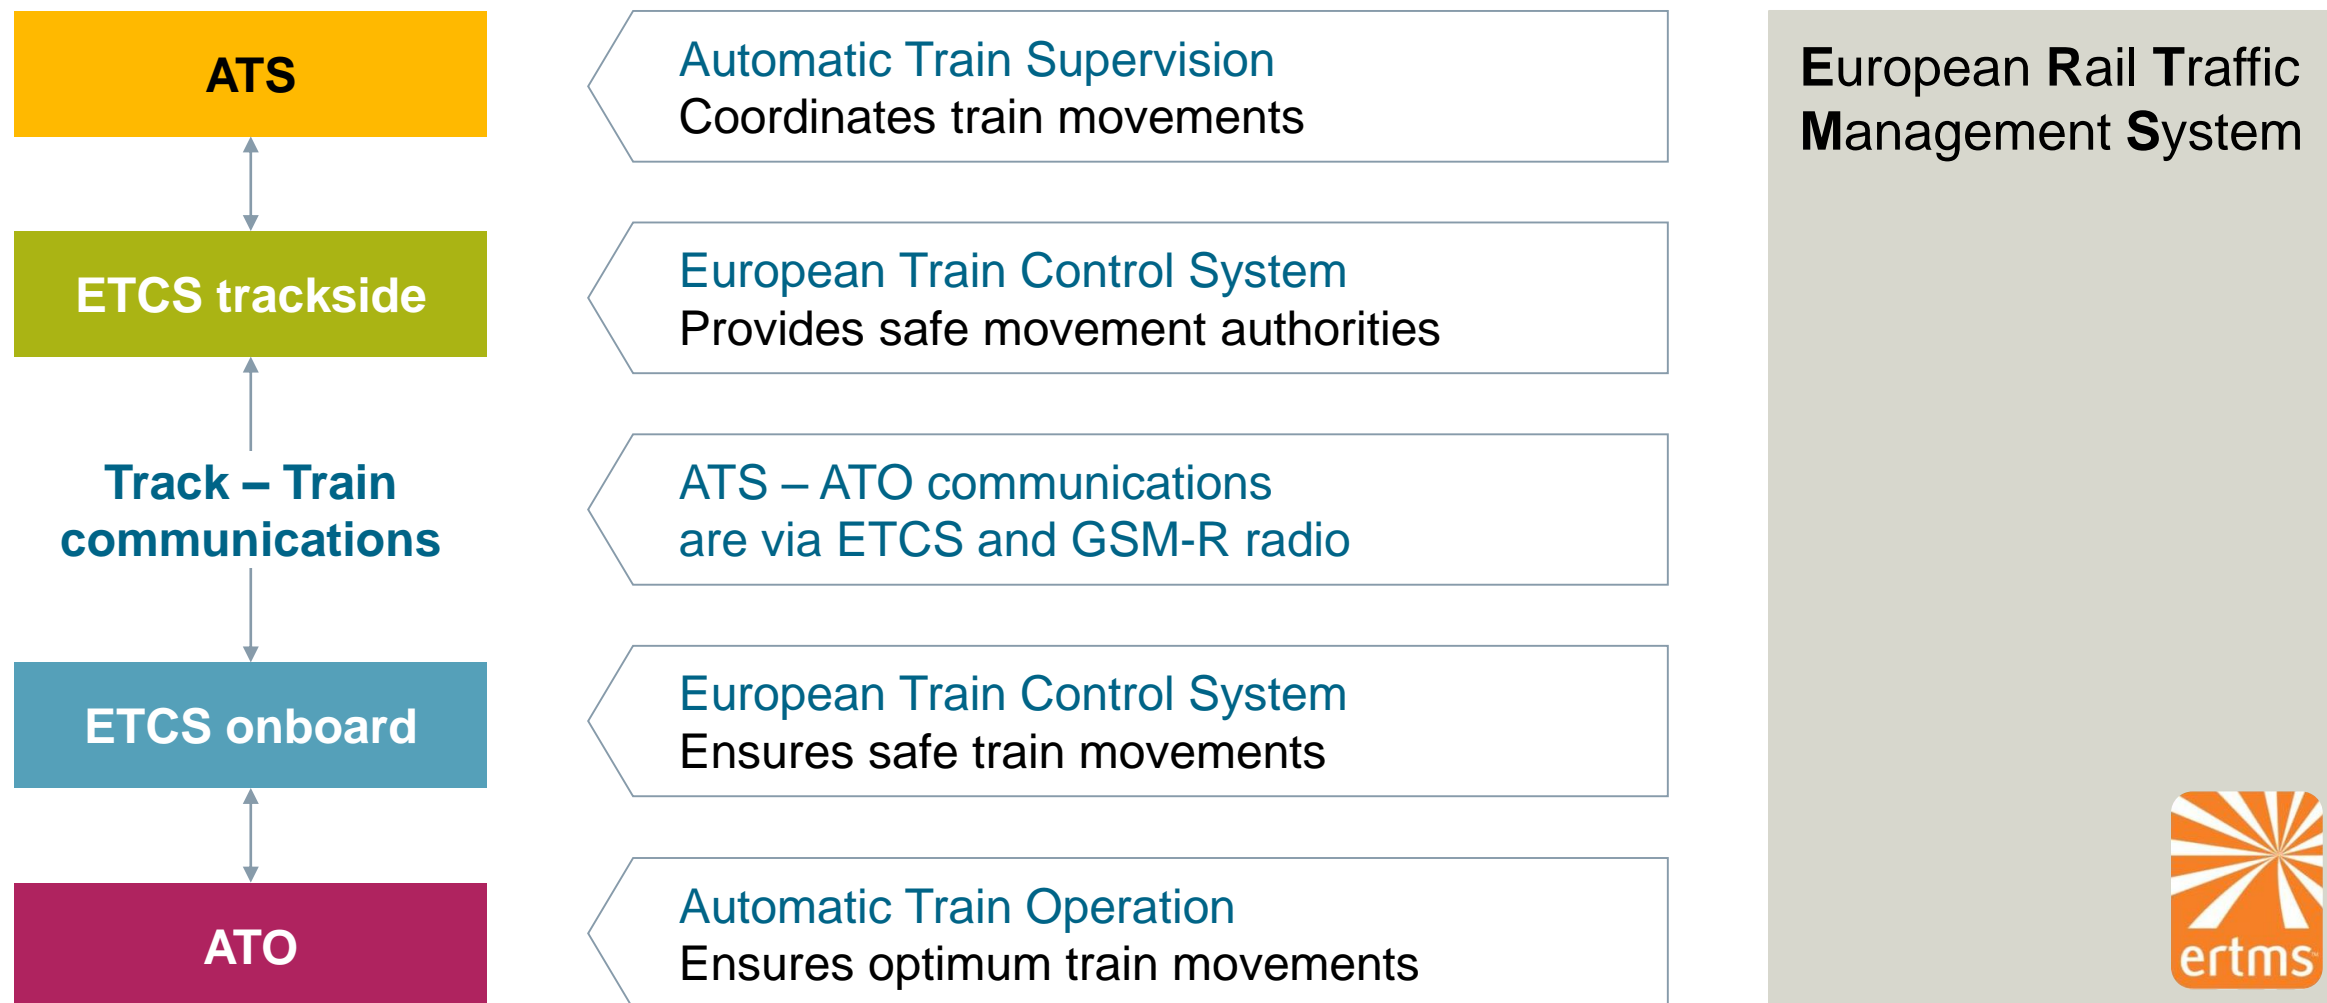 ATS
Automatic Train Supervision
Coordinates train movements
European Rail Traffic
Management System
ETCS trackside
European Train Control System
Provides safe movement authorities
Track – Train
communications
ATS – ATO communications
are via ETCS and GSM-R radio
ETCS onboard
European Train Control System
Ensures safe train movements
ATO
Automatic Train Operation
Ensures optimum train movements
ertms™